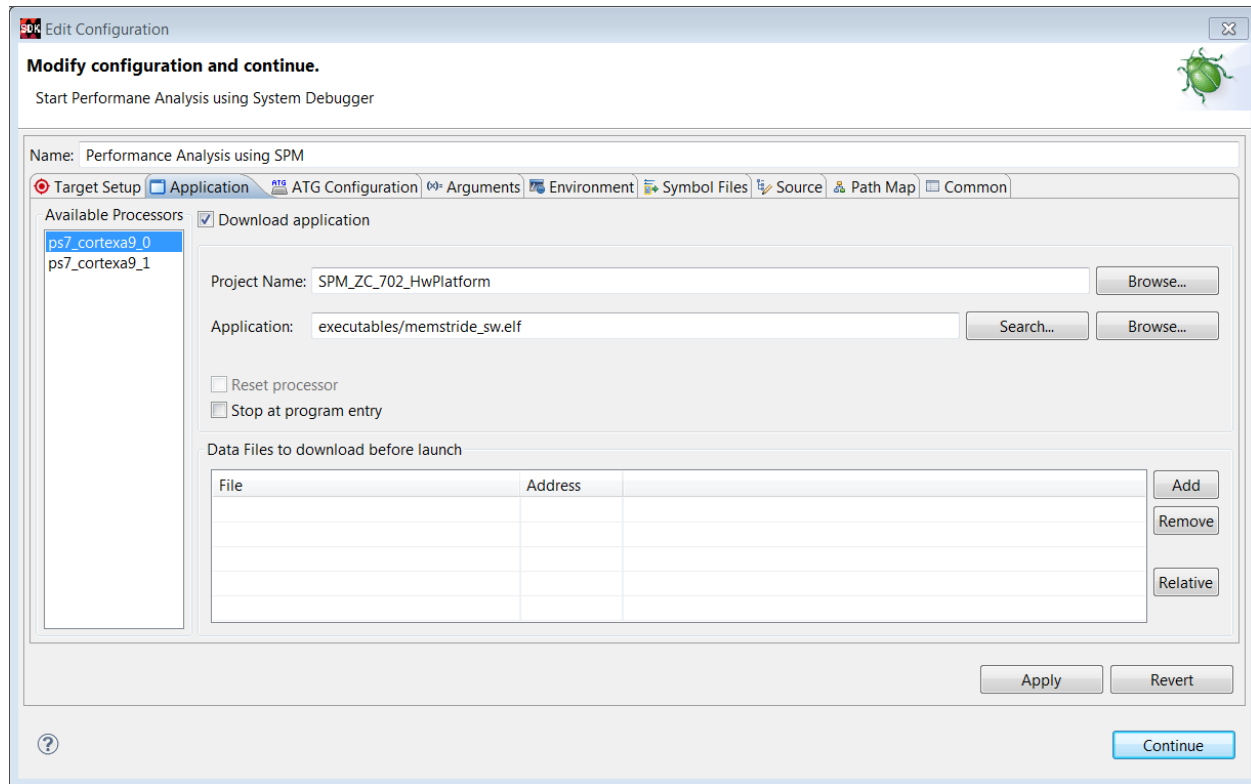 SDK Edit Configuration
Modify configuration and continue.
Start Performane Analysis using System Debugger
Name: Performance Analysis using SPM
Target Setup Application ATG ATG Configuration (x)= Arguments Environment Symbol Files Source Path Map Common
Available Processors
ps7_cortexa9_0
ps7_cortexa9_1
Download application
Project Name: SPM_ZC_702_HwPlatform Browse...
Application: executables/memstride_sw.elf Search... Browse...
Reset processor
Stop at program entry
Data Files to download before launch
File Address
Add
Remove
Relative
Apply Revert
? Continue